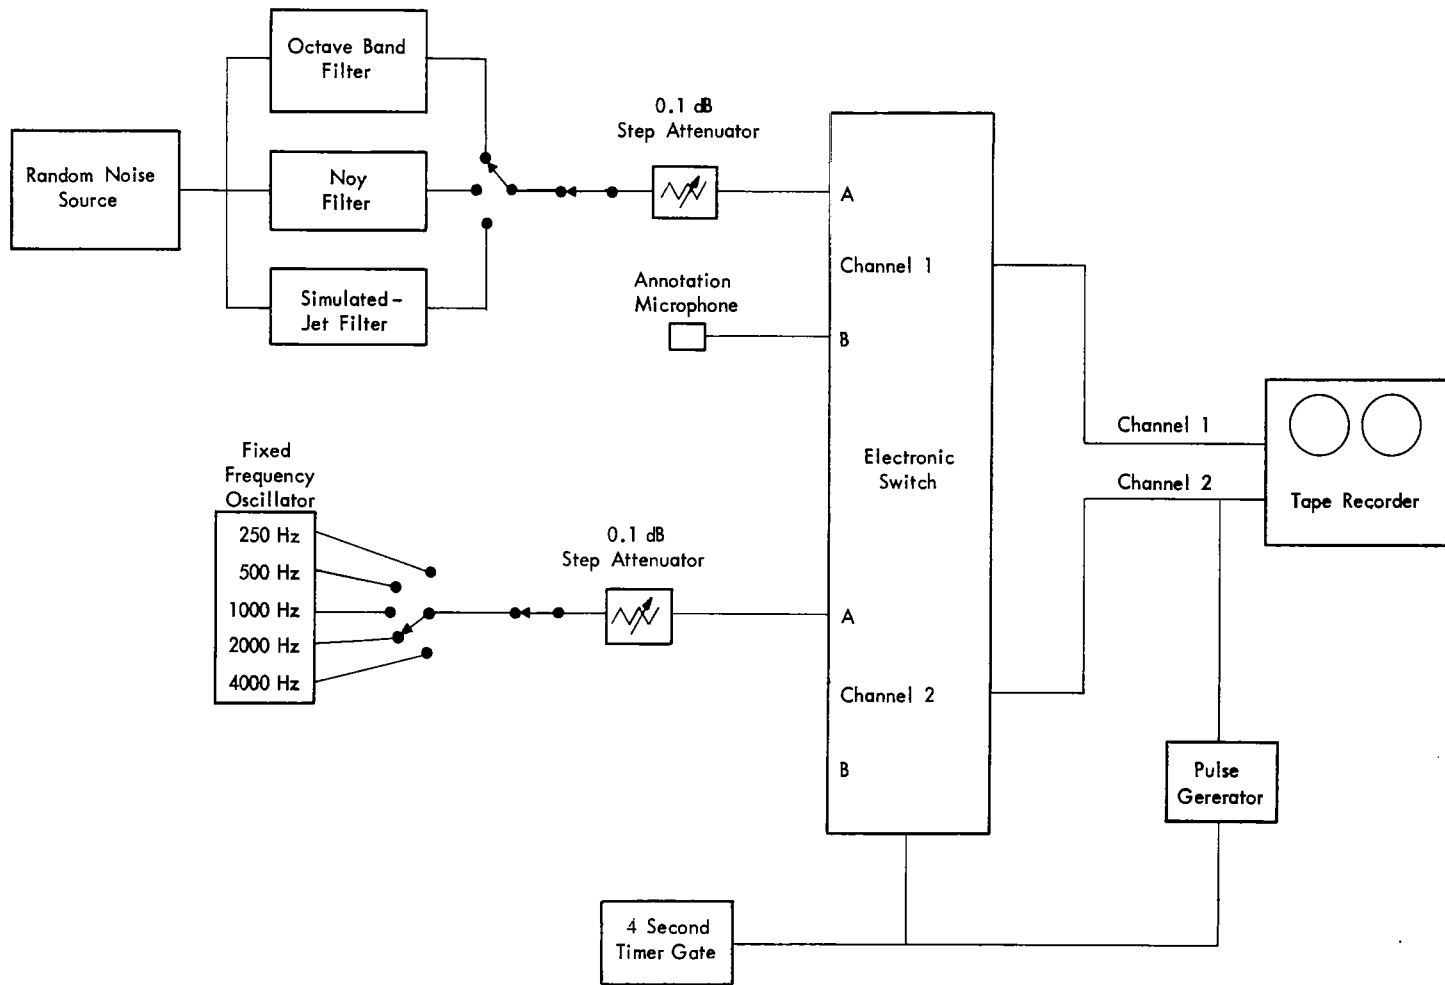 Octave Band
Filter
Random Noise
Source
Noy
Filter
Simulated-
Jet Filter
0.1 dB
Step Attenuator
A
Channel 1
Annotation
Microphone
B
Electronic
Switch
Channel 1
Channel 2
Tape Recorder
Fixed
Frequency
Oscillator
250 Hz
500 Hz
1000 Hz
2000 Hz
4000 Hz
0.1 dB
Step Attenuator
A
Channel 2
B
Pulse
Gererator
4 Second
Timer Gate